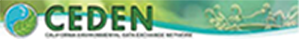 CEDEN
CALIFORNIA ENVIRONMENTAL DATA EXCHANGE NETWORK